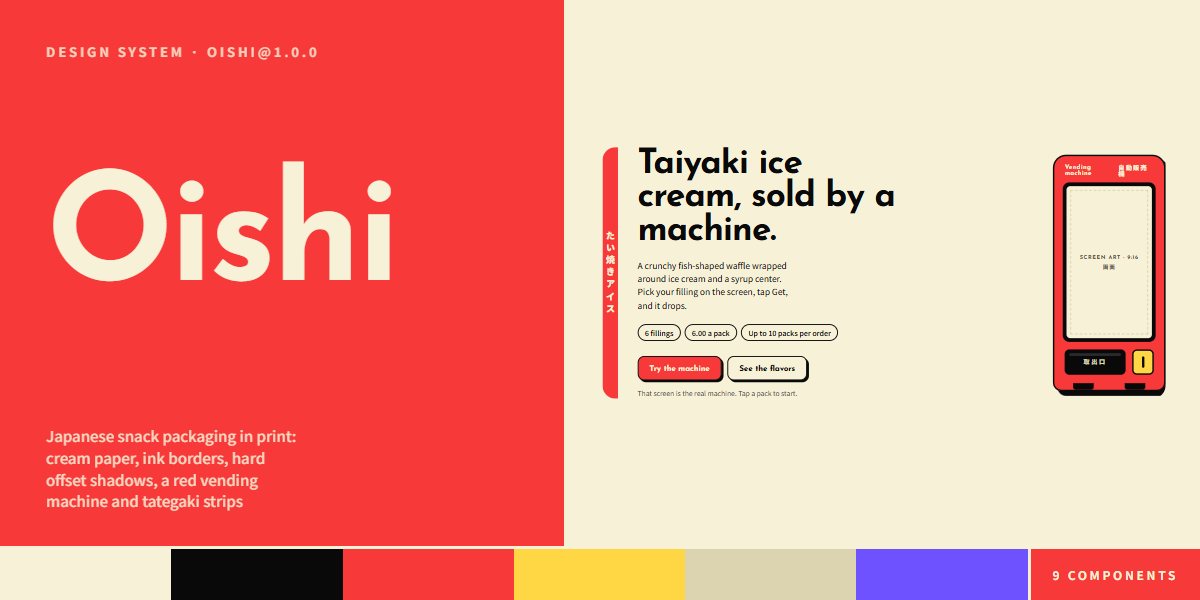 DESIGN SYSTEM · OISHI@1.0.0
Oishi
Japanese snack packaging in print:
cream paper, ink borders, hard
offset shadows, a red vending
machine and tategaki strips
たい焼きアイス
Taiyaki ice
cream, sold by a
machine.
A crunchy fish-shaped waffle wrapped
around ice cream and a syrup center.
Pick your filling on the screen, tap Get,
and it drops.
6 fillings
6.00 a pack
Up to 10 packs per order
Try the machine
See the flavors
That screen is the real machine. Tap a pack to start.
Vending
machine
自動販売
機
SCREEN ART · 9:16
画面
取出口
9 COMPONENTS